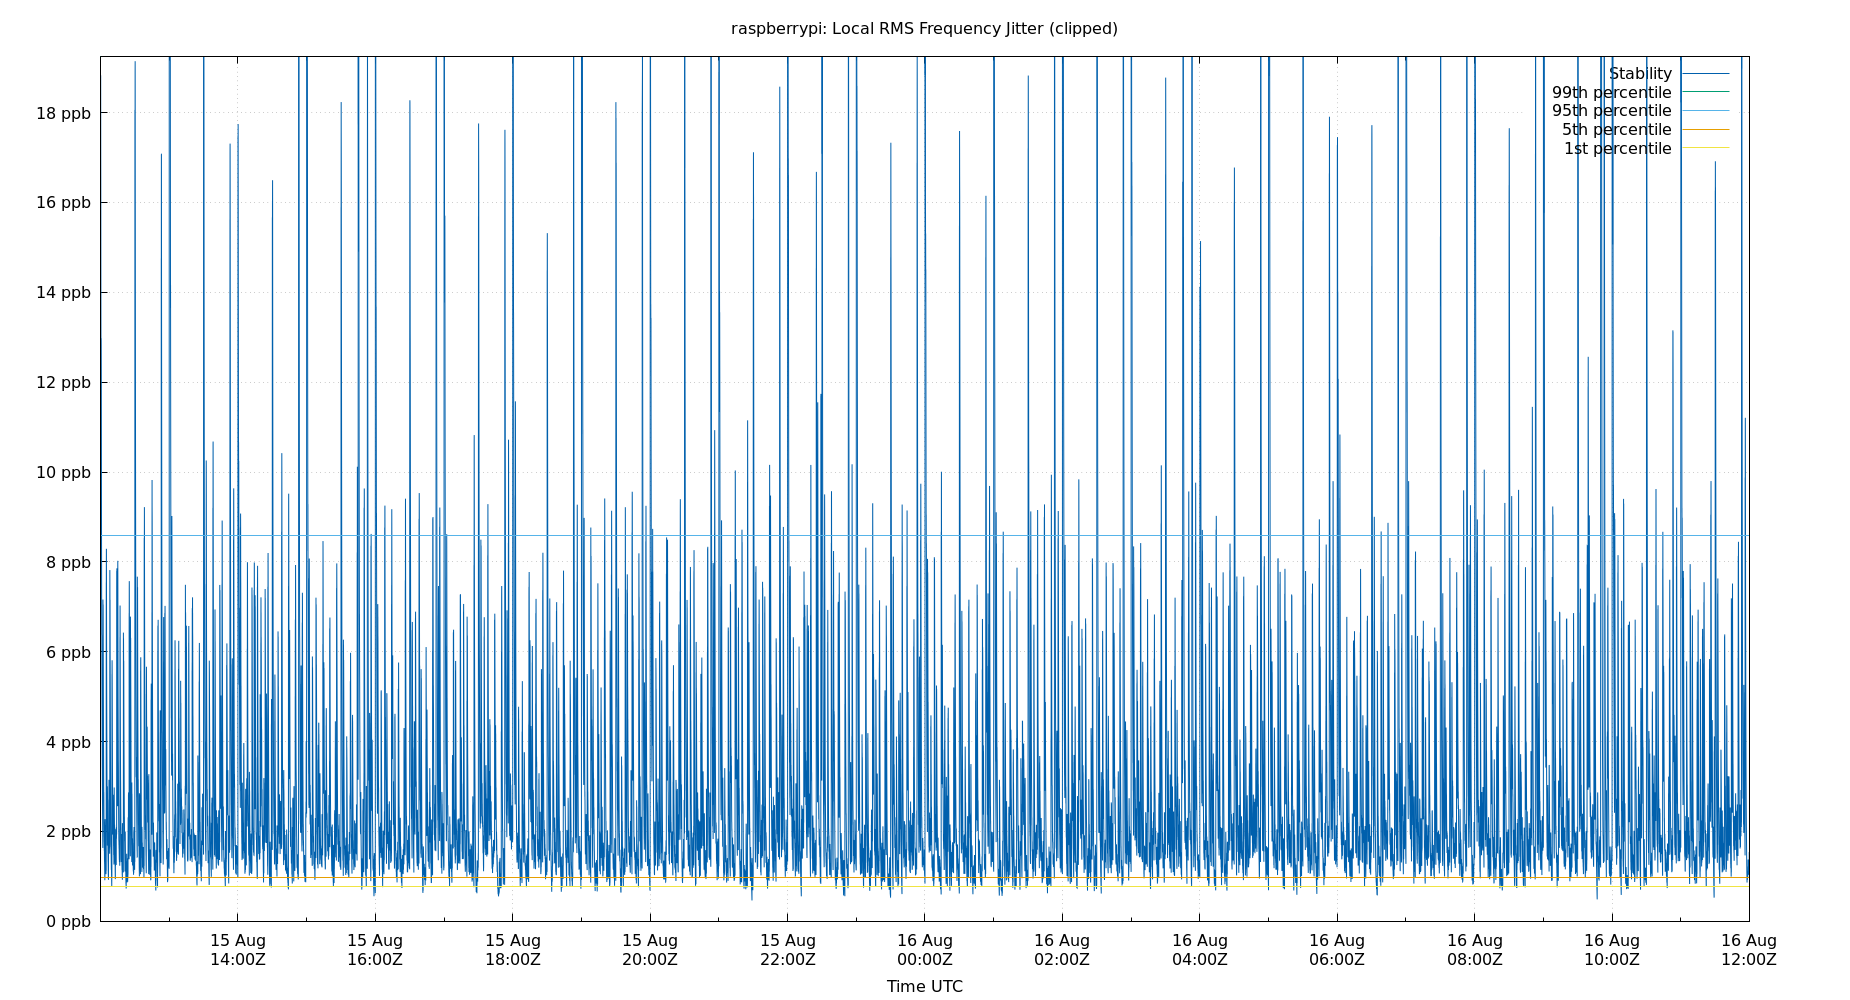 raspberrypi: Local RMS Frequency Jitter (clipped)
Stability
99th percentile
95th percentile
5th percentile
1st percentile
18 ppb
16 ppb
14 ppb
12 ppb
10 ppb
8 ppb
6 ppb
4 ppb
2 ppb
0 ppb
15 Aug 15 Aug 15 Aug 15 Aug 15 Aug 16 Aug 16 Aug 16 Aug 16 Aug 16 Aug 16 Aug 16 Aug
14:00Z 16:00Z 18:00Z 20:00Z 22:00Z 00:00Z 02:00Z 04:00Z 06:00Z 08:00Z 10:00Z 12:00Z
Time UTC